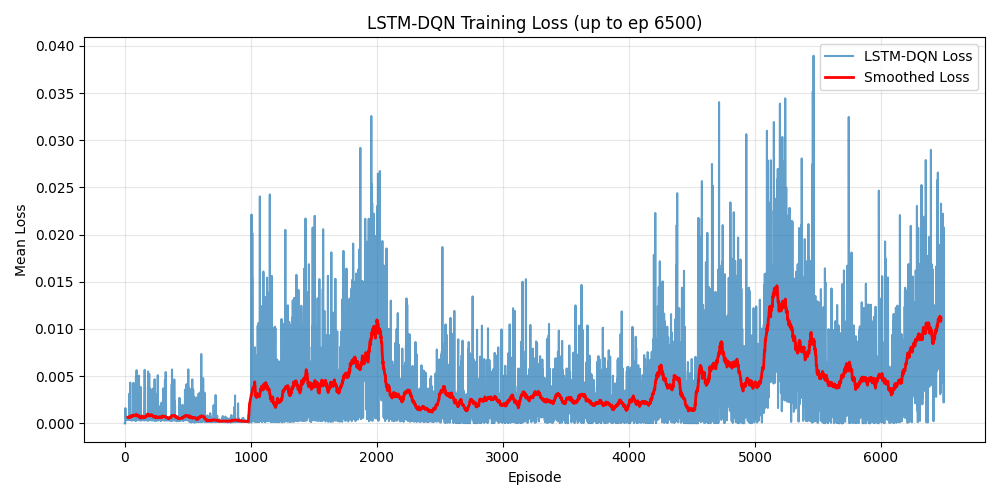 LSTM-DQN Training Loss (up to ep 6500)
LSTM-DQN Loss
Smoothed Loss
Mean Loss
0.040
0.035
0.030
0.025
0.020
0.015
0.010
0.005
0.000
0 1000 2000 3000 4000 5000 6000
Episode